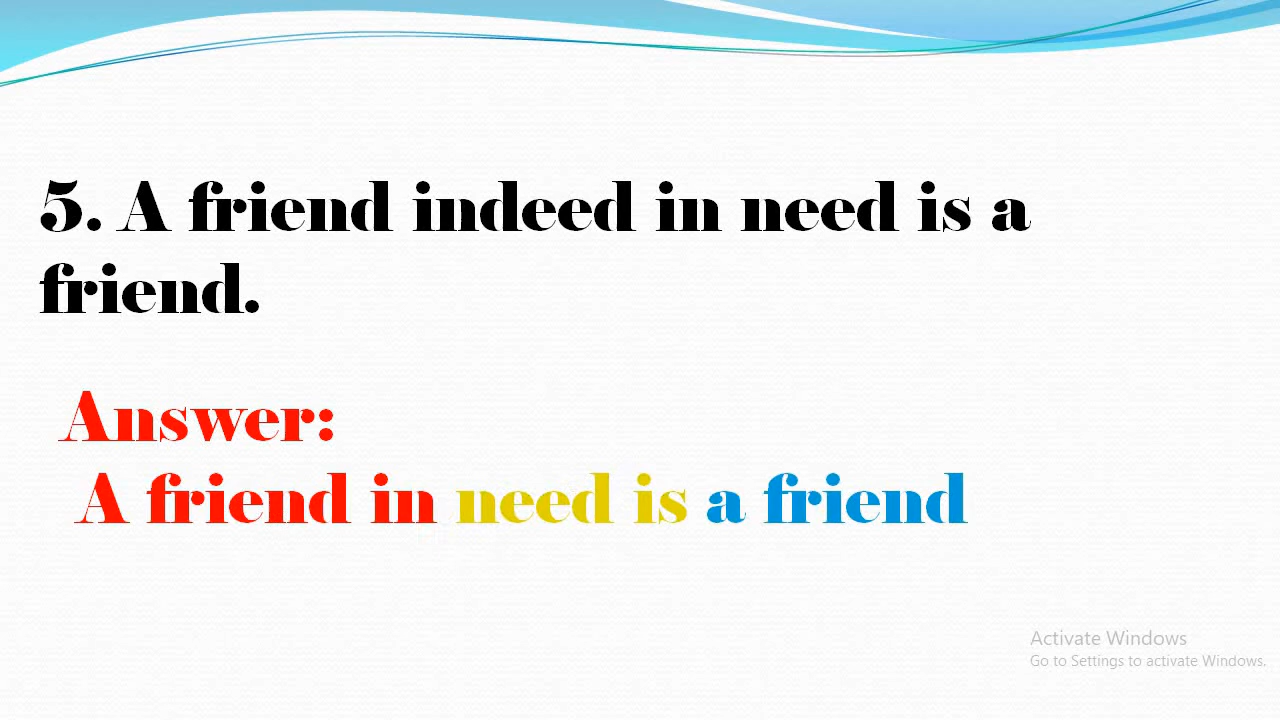 5. A friend indeed in need is a
friend.
Answer:
A friend in need is a friend
Activate Windows
Go to Settings to activate Windows.